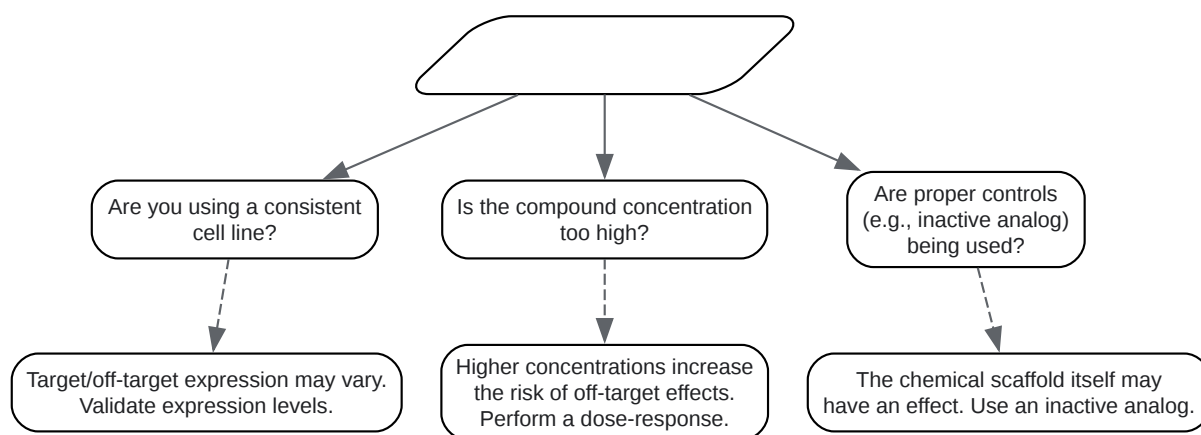 Are you using a consistent
cell line?
Is the compound concentration
too high?
Are proper controls
(e.g., inactive analog)
being used?
Target/off-target expression may vary.
Validate expression levels.
Higher concentrations increase
the risk of off-target effects.
Perform a dose-response.
The chemical scaffold itself may
have an effect. Use an inactive analog.